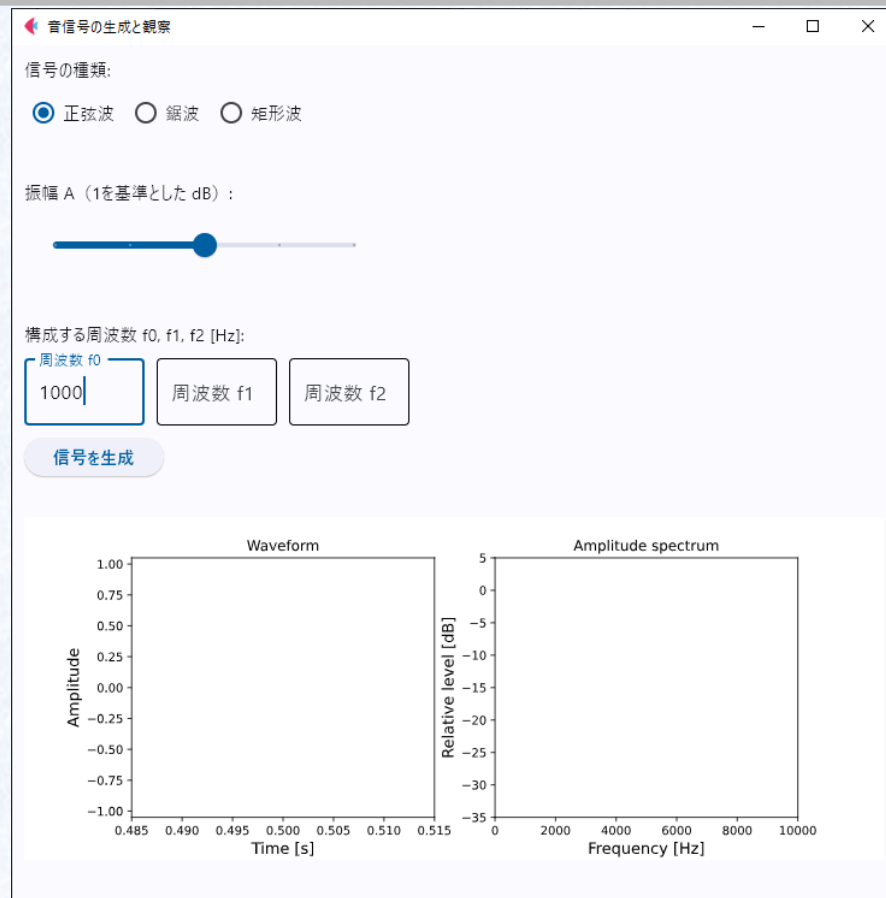 音信号の生成と観察
信号の種類:
正弦波 鋸波 矩形波
振幅 A（1を基準とした dB）:
構成する周波数 f0, f1, f2 [Hz]:
周波数 f0
1000 周波数 f1 周波数 f2
信号を生成
Waveform
1.00
0.75
0.50
0.25
0.00
−0.25
−0.50
−0.75
−1.00
Amplitude
0.485 0.490 0.495 0.500 0.505 0.510 0.515
Time [s]
Amplitude spectrum
5
0
−5
−10
−15
−20
−25
−30
−35
Relative level [dB]
0 2000 4000 6000 8000 10000
Frequency [Hz]